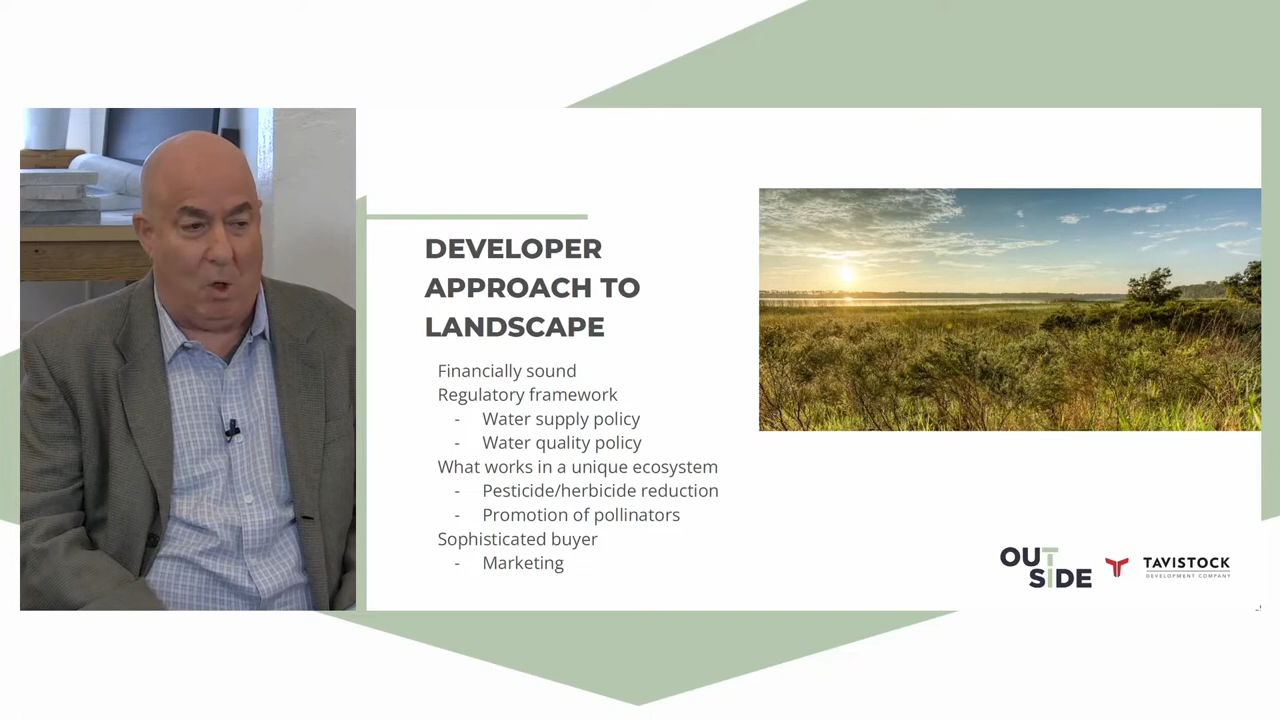 DEVELOPER
APPROACH TO
LANDSCAPE
Financially sound
Regulatory framework
- Water supply policy
- Water quality policy
What works in a unique ecosystem
- Pesticide/herbicide reduction
- Promotion of pollinators
Sophisticated buyer
- Marketing
OUT
SIDE
TAVISTOCK
DEVELOPMENT COMPANY